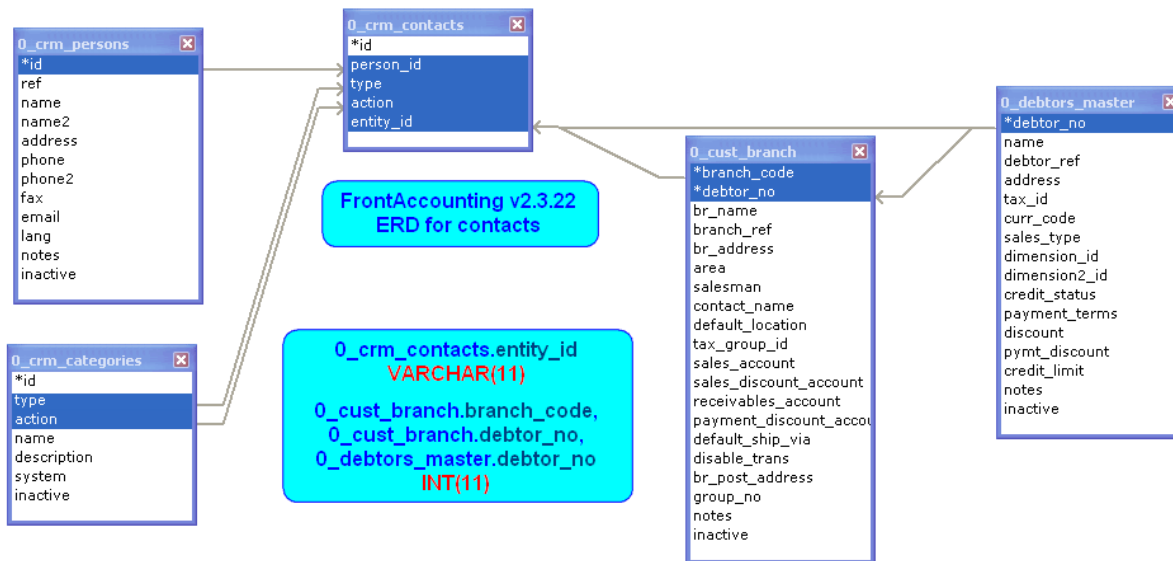 0_crm_persons
*id
ref
name
name2
address
phone
phone2
fax
email
lang
notes
inactive
0_crm_contacts
*id
person_id
type
action
entity_id
FrontAccounting v2.3.22
ERD for contacts
0_crm_categories
*id
type
action
name
description
system
inactive
0_crm_contacts.entity_id
VARCHAR(11)
0_cust_branch.branch_code,
0_cust_branch.debtor_no,
0_debtors_master.debtor_no
INT(11)
0_cust_branch
*branch_code
*debtor_no
br_name
branch_ref
br_address
area
salesman
contact_name
default_location
tax_group_id
sales_account
sales_discount_account
receivables_account
payment_discount_accou
default_ship_via
disable_trans
br_post_address
group_no
notes
inactive
0_debtors_master
*debtor_no
name
debtor_ref
address
tax_id
curr_code
sales_type
dimension_id
dimension2_id
credit_status
payment_terms
discount
pymt_discount
credit_limit
notes
inactive